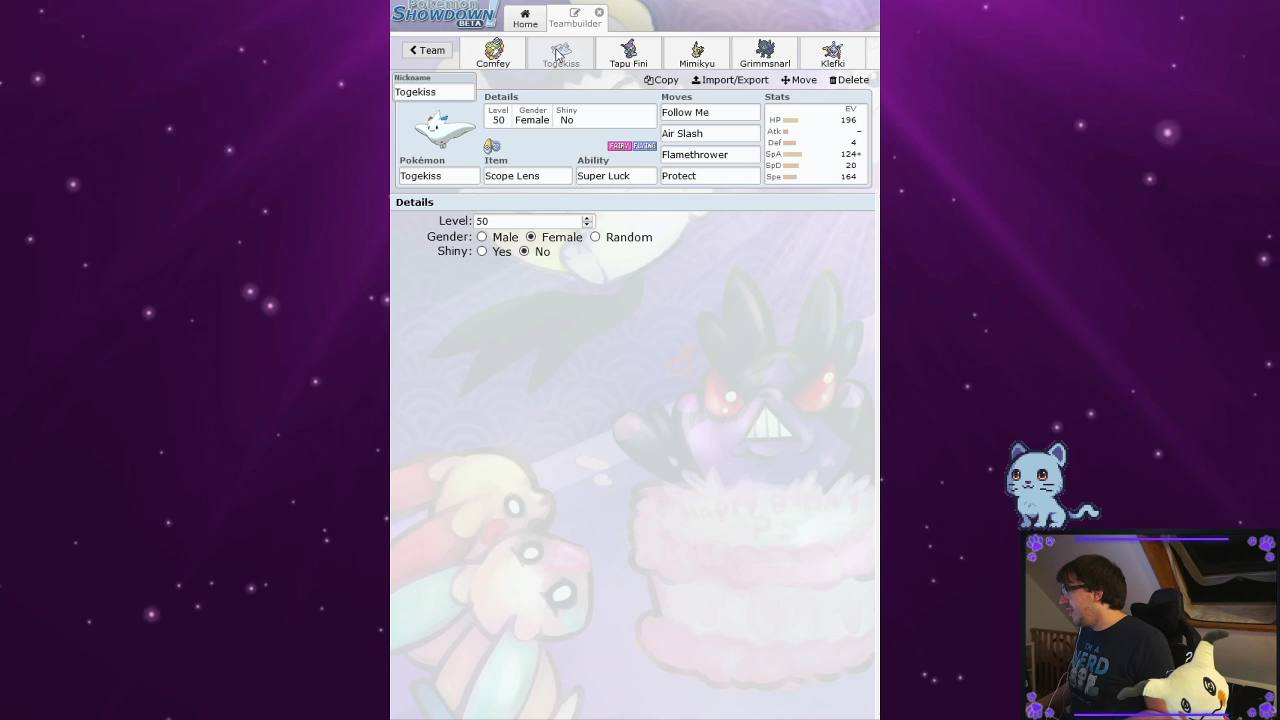 Pokémon
SHOWDOWN
BETA
Home
Teambuilder
Team
Comfey
Togekiss
Tapu Fini
Mimikyu
Grimmsnarl
Klefki
Copy Import/Export Move Delete
Nickname
Togekiss
Details
Level
50
Gender
Female
Shiny
No
FAIRY FLYING
Pokémon
Togekiss
Item
Scope Lens
Ability
Super Luck
Moves
Follow Me
Air Slash
Flamethrower
Protect
Stats
EV
HP 196
Atk –
Def 4
SpA 124+
SpD 20
Spe 164
Details
Level: 50
Gender: Male Female Random
Shiny: Yes No
I'M A
NERD